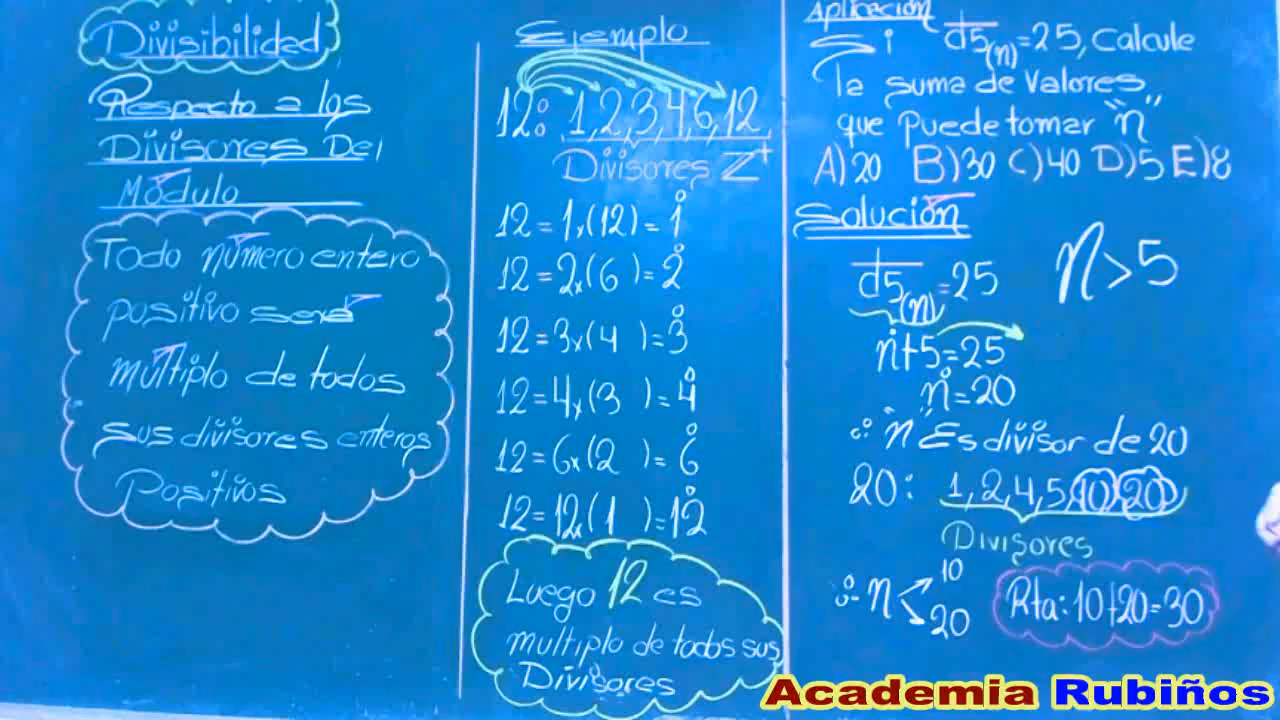 Divisibilidad
Respecto a los
Divisores Del
Módulo
Todo número entero
positivo será
múltiplo de todos
sus divisores enteros
Positivos
Ejemplo
12: 1, 2, 3, 4, 6, 12
Divisores Z⁺
12 = 1x(12) = 1̊
12 = 2x(6) = 2̊
12 = 3x(4) = 3̊
12 = 4x(3) = 4̊
12 = 6x(2) = 6̊
12 = 12x(1) = 12̊
Luego 12 es
multiplo de todos sus
Divisores
Aplicación
Si d5(n) = 25, Calcule
la suma de valores
que puede tomar "n"
A) 20 B) 30 C) 40 D) 5 E) 8
Solución
d5(n) = 25
n > 5
n̊ + 5 = 25
n̊ = 20
∴ "n" Es divisor de 20
20: 1, 2, 4, 5, 10, 20
Divisores
∴ n < 10
20
Rta: 10+20=30
Academia Rubiños